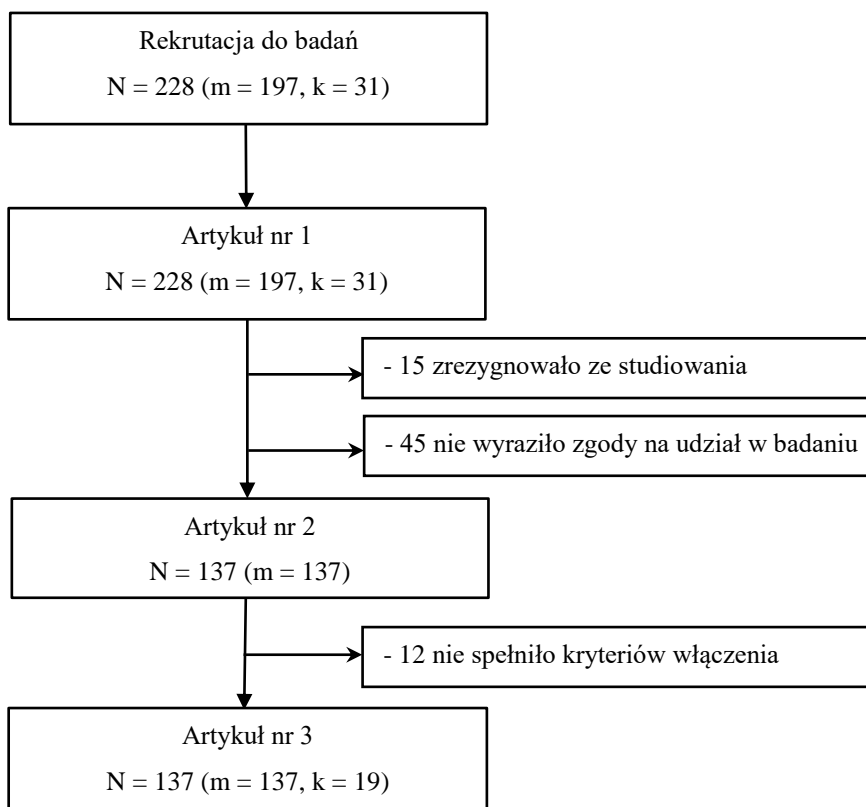 Rekrutacja do badań
N = 228 (m = 197, k = 31)
Artykuł nr 1
N = 228 (m = 197, k = 31)
- 15 zrezygnowało ze studiowania
- 45 nie wyraziło zgody na udział w badaniu
Artykuł nr 2
N = 137 (m = 137)
- 12 nie spełniło kryteriów włączenia
Artykuł nr 3
N = 137 (m = 137, k = 19)